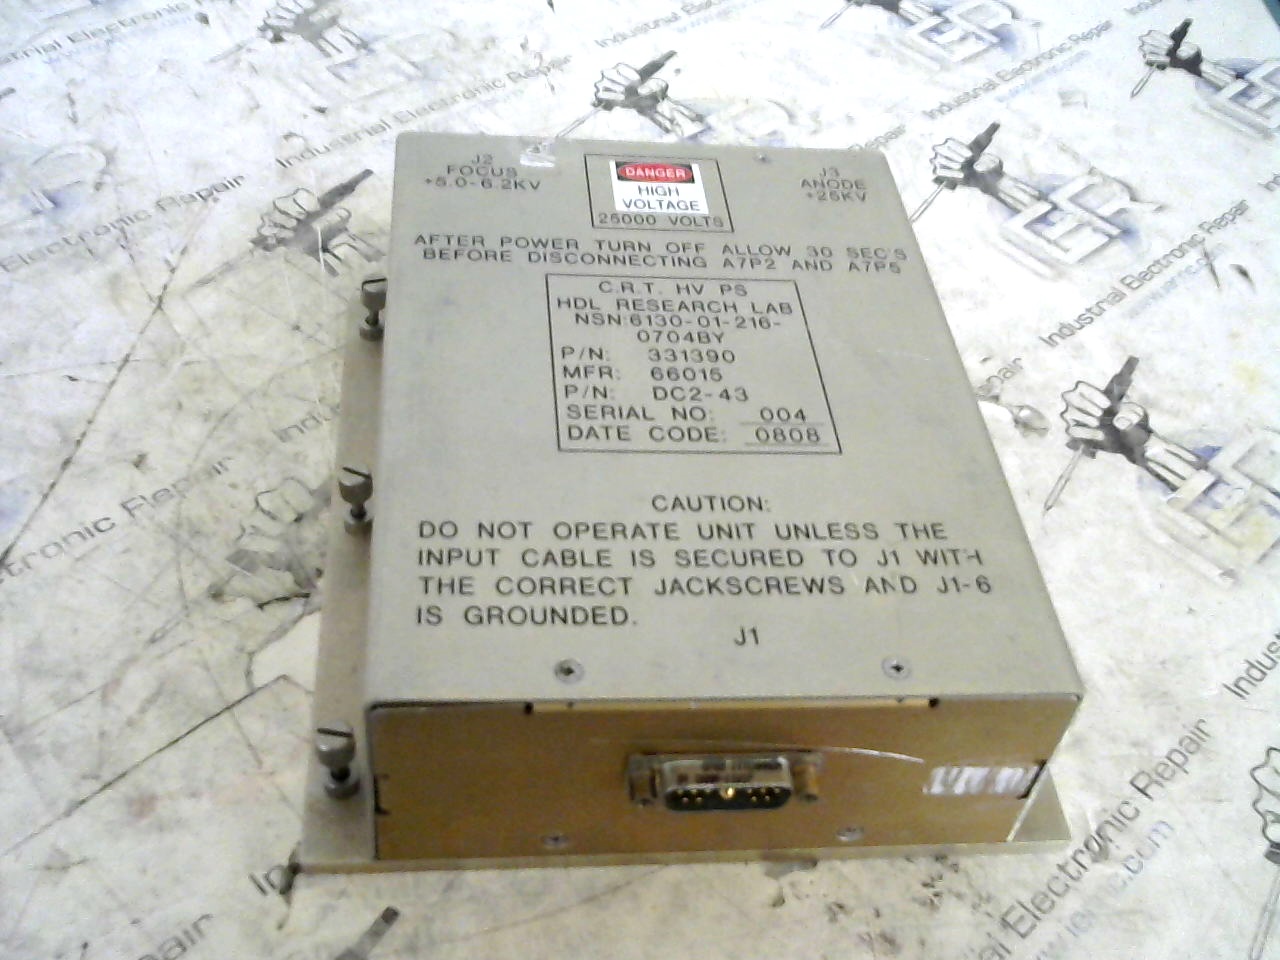 J2
FOCUS
+5.0-6.2KV
DANGER
HIGH
VOLTAGE
25000 VOLTS
J3
ANODE
+25KV
AFTER POWER TURN OFF ALLOW 30 SEC'S
BEFORE DISCONNECTING A7P2 AND A7P5
C.R.T. HV PS
HDL RESEARCH LAB
NSN:6130-01-216-
0704BY
P/N: 331390
MFR: 66015
P/N: DC2-43
SERIAL NO: 004
DATE CODE: 0808
CAUTION:
DO NOT OPERATE UNIT UNLESS THE
INPUT CABLE IS SECURED TO J1 WITH
THE CORRECT JACKSCREWS AND J1-6
IS GROUNDED.
J1
Industrial Electronic Repair
Industrial Electronic Repair
Industrial Electronic Repair
Industrial Electronic Repair
Industrial Electronic Repair
Electronic Repair